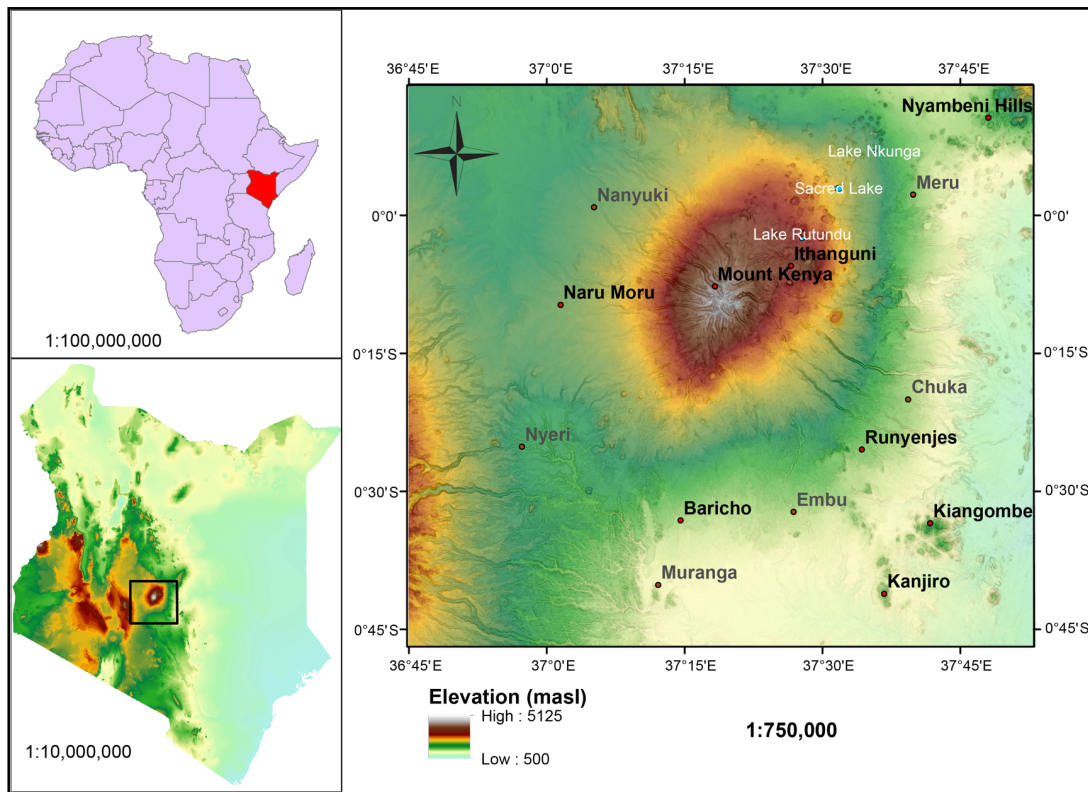 1:100,000,000
1:10,000,000
36°45'E
37°0'
37°15'
37°30'
37°45'
N
Nyambeni Hills
Lake Nkunga
Sacred Lake
Meru
Nanyuki
0°0'
0°0'
Lake Rutundu
Ithanguni
Mount Kenya
Naru Moru
0°15'S
0°15'S
Chuka
Nyeri
Runyenjes
0°30'S
0°30'S
Baricho
Embu
Kiangombe
Muranga
Kanjiro
0°45'S
0°45'S
36°45'E
37°0'
37°15'
37°30'
37°45'
Elevation (masl)
High : 5125
Low : 500
1:750,000